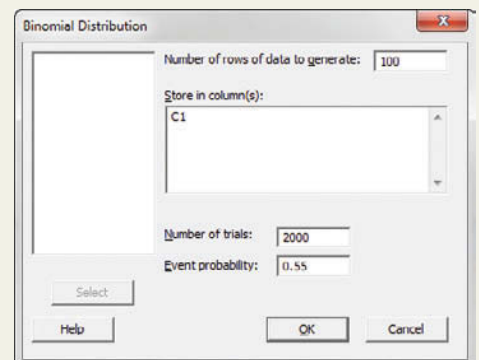 Binomial Distribution
Number of rows of data to generate: 100
Store in column(s):
C1
Number of trials: 2000
Event probability: 0.55
Select
Help OK Cancel